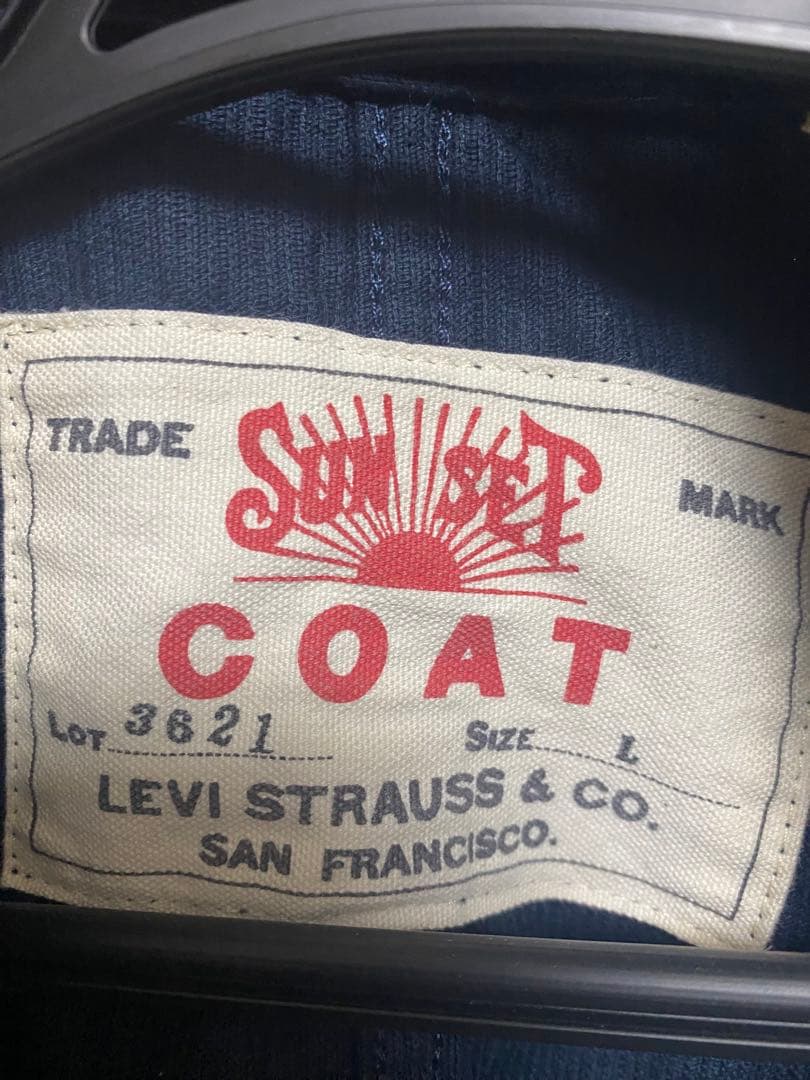 TRADE
SUNSET
MARK
COAT
LOT 3621 SIZE L
LEVI STRAUSS & CO.
SAN FRANCISCO.